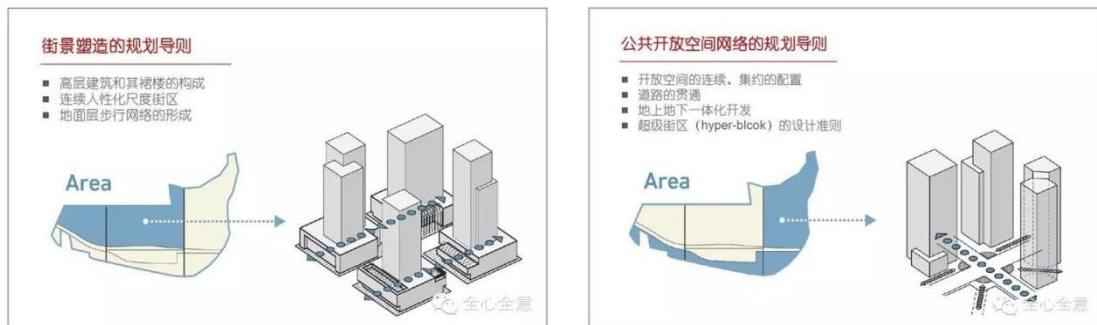 街景塑造的规划导则
■ 高层建筑和其裙楼的构成
■ 连续人性化尺度街区
■ 地面层步行网络的形成
Area
全心全意
公共开放空间网络的规划导则
■ 开放空间的连续、集约的配置
■ 道路的贯通
■ 地上地下一体化开发
■ 超级街区（hyper-blcok）的设计准则
Area
全心全意